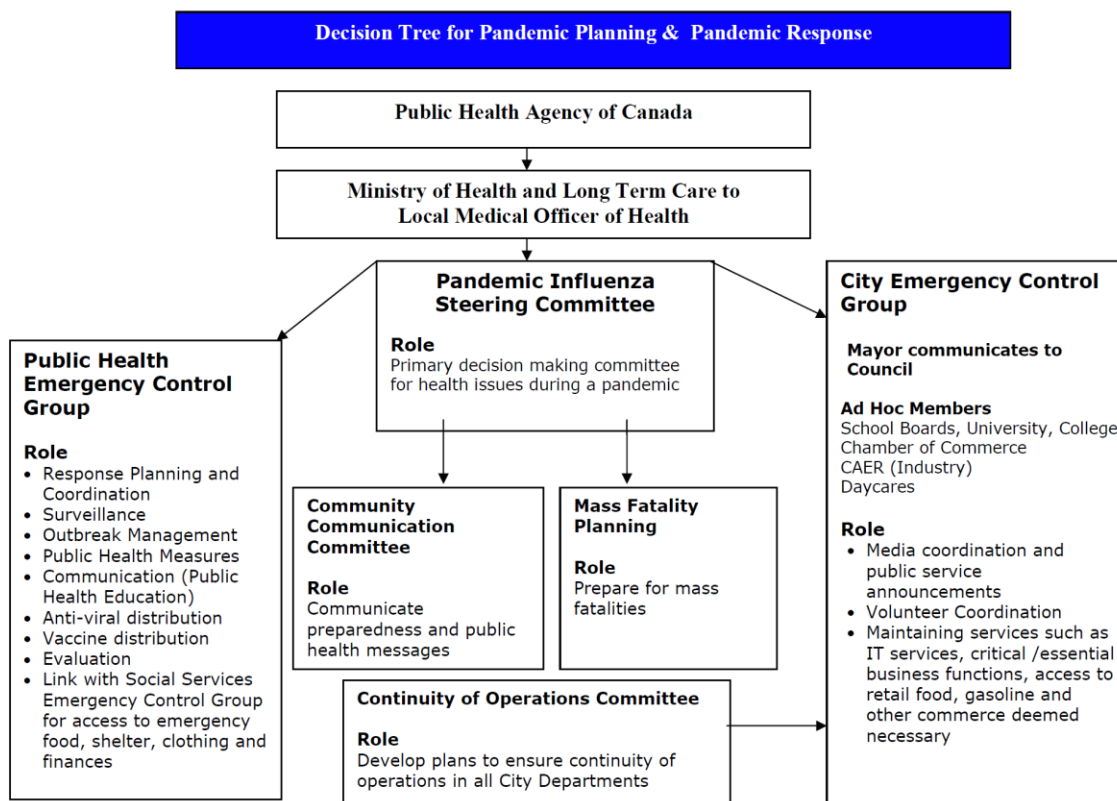 Decision Tree for Pandemic Planning & Pandemic Response
Public Health Agency of Canada
Ministry of Health and Long Term Care to
Local Medical Officer of Health
Pandemic Influenza
Steering Committee
Role
Primary decision making committee
for health issues during a pandemic
Public Health
Emergency Control
Group
Role
• Response Planning and
Coordination
• Surveillance
• Outbreak Management
• Public Health Measures
• Communication (Public
Health Education)
• Anti-viral distribution
• Vaccine distribution
• Evaluation
• Link with Social Services
Emergency Control Group
for access to emergency
food, shelter, clothing and
finances
Community
Communication
Committee
Role
Communicate
preparedness and public
health messages
Mass Fatality
Planning
Role
Prepare for mass
fatalities
Continuity of Operations Committee
Role
Develop plans to ensure continuity of
operations in all City Departments
City Emergency Control
Group
Mayor communicates to
Council
Ad Hoc Members
School Boards, University, College
Chamber of Commerce
CAER (Industry)
Daycares
Role
• Media coordination and
public service
announcements
• Volunteer Coordination
• Maintaining services such as
IT services, critical /essential
business functions, access to
retail food, gasoline and
other commerce deemed
necessary